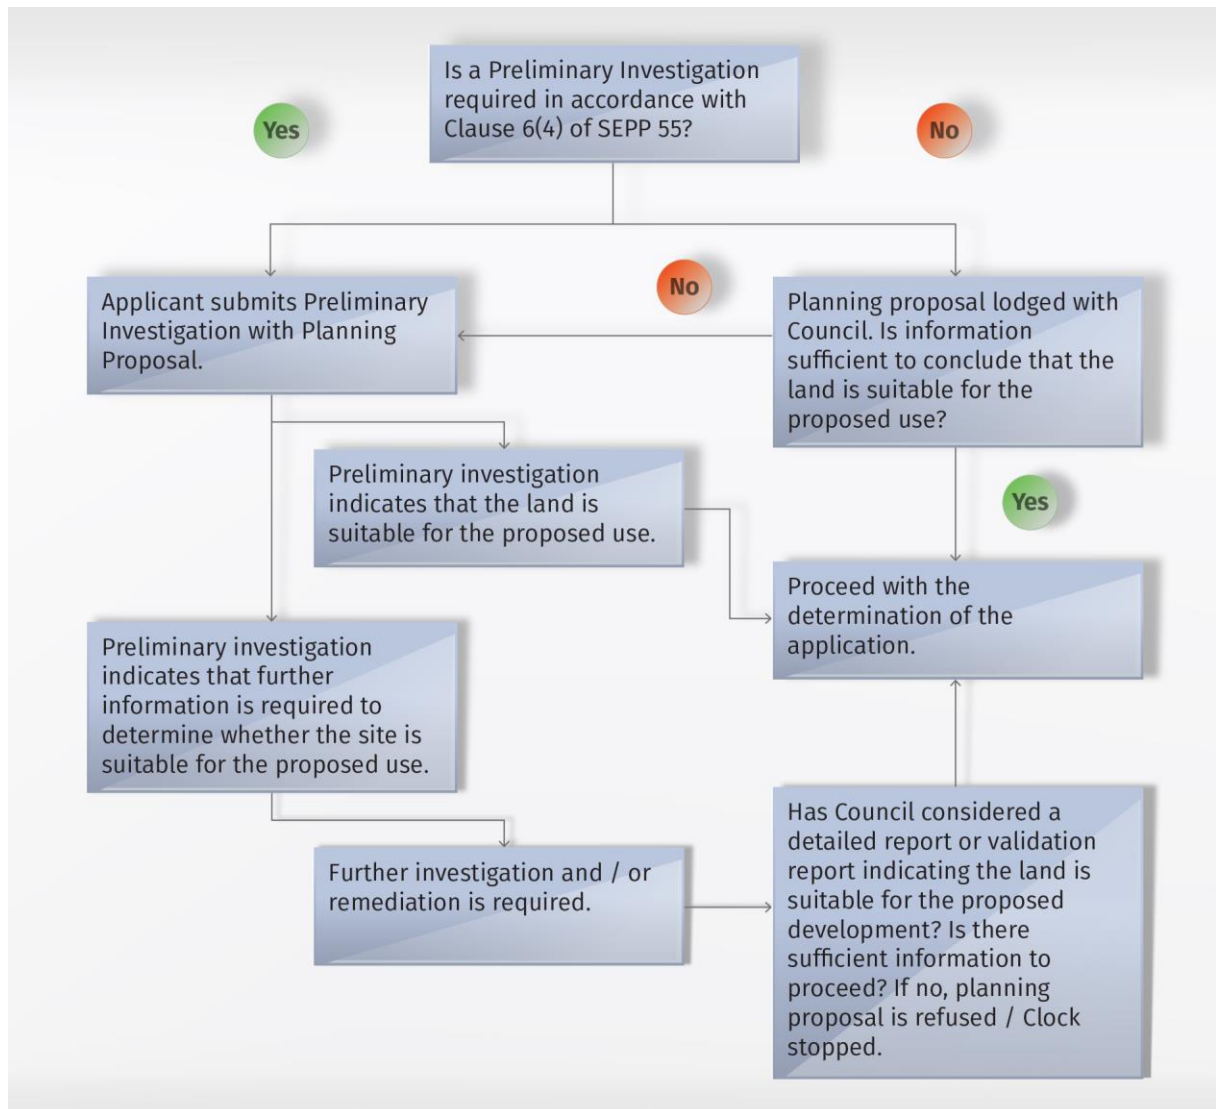 Is a Preliminary Investigation
required in accordance with
Clause 6(4) of SEPP 55?
Yes
No
Applicant submits Preliminary
Investigation with Planning
Proposal.
No
Planning proposal lodged with
Council. Is information
sufficient to conclude that the
land is suitable for the
proposed use?
Preliminary investigation
indicates that the land is
suitable for the proposed use.
Yes
Proceed with the
determination of the
application.
Preliminary investigation
indicates that further
information is required to
determine whether the site is
suitable for the proposed use.
Further investigation and / or
remediation is required.
Has Council considered a
detailed report or validation
report indicating the land is
suitable for the proposed
development? Is there
sufficient information to
proceed? If no, planning
proposal is refused / Clock
stopped.